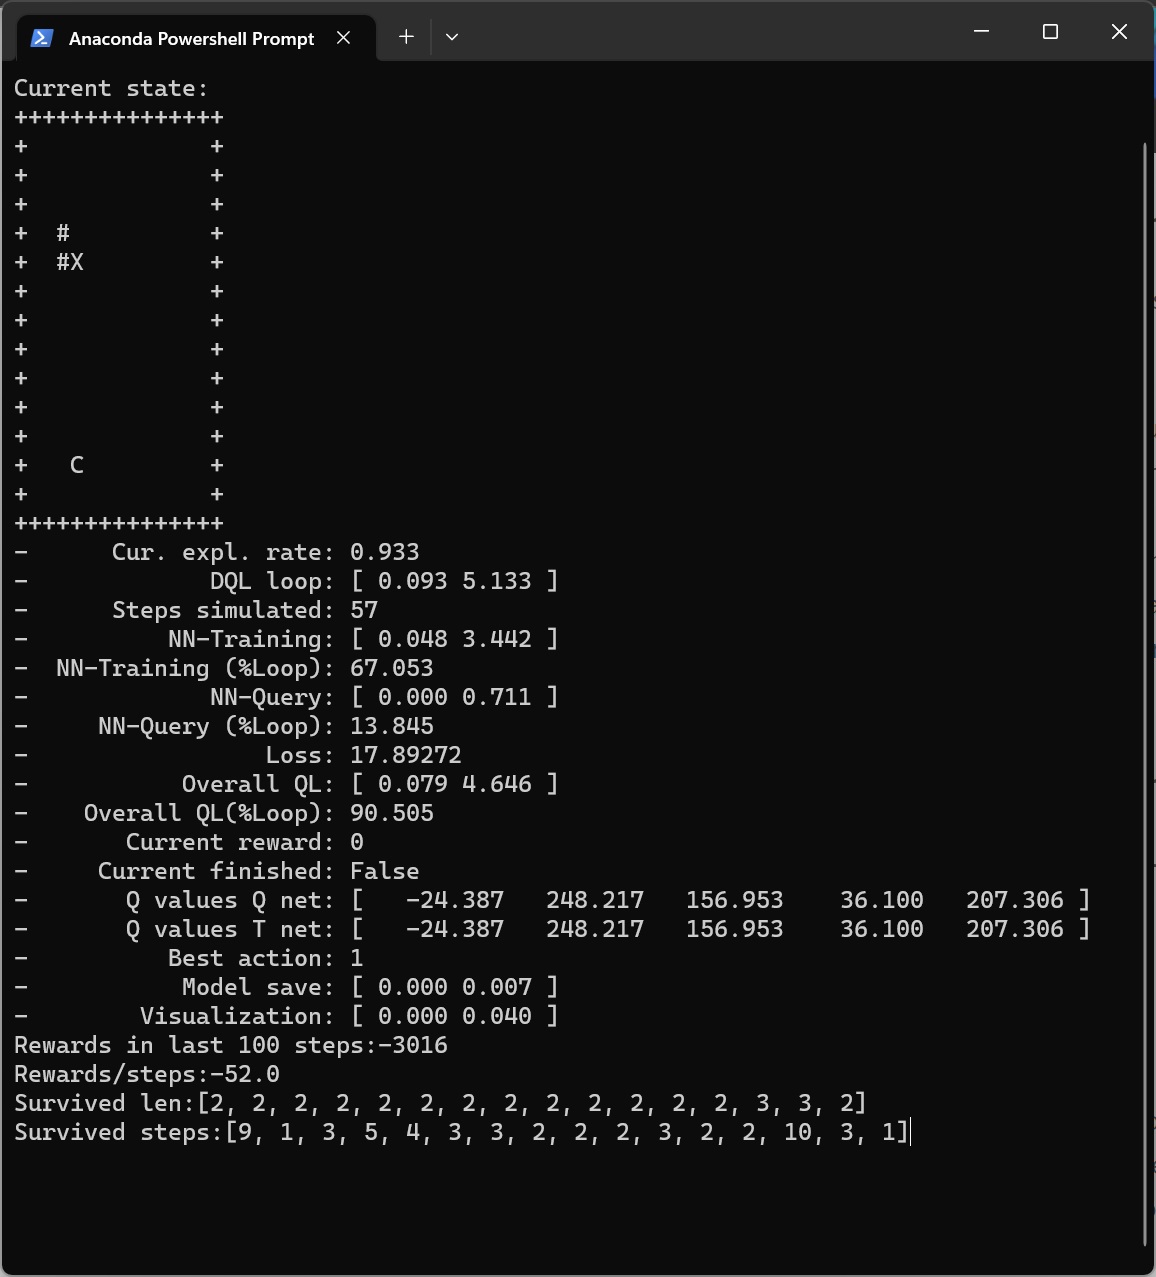 Anaconda Powershell Prompt
Current state:
+++++++++++++++
+             +
+             +
+             +
+  #          +
+  #X         +
+             +
+             +
+             +
+             +
+             +
+             +
+   C         +
+             +
+++++++++++++++
-      Cur. expl. rate: 0.933
-             DQL loop: [ 0.093 5.133 ]
-      Steps simulated: 57
-          NN-Training: [ 0.048 3.442 ]
-  NN-Training (%Loop): 67.053
-             NN-Query: [ 0.000 0.711 ]
-     NN-Query (%Loop): 13.845
-                 Loss: 17.89272
-           Overall QL: [ 0.079 4.646 ]
-    Overall QL(%Loop): 90.505
-       Current reward: 0
-     Current finished: False
-       Q values Q net: [   -24.387   248.217   156.953    36.100   207.306 ]
-       Q values T net: [   -24.387   248.217   156.953    36.100   207.306 ]
-          Best action: 1
-           Model save: [ 0.000 0.007 ]
-        Visualization: [ 0.000 0.040 ]
Rewards in last 100 steps:-3016
Rewards/steps:-52.0
Survived len:[2, 2, 2, 2, 2, 2, 2, 2, 2, 2, 2, 2, 2, 3, 3, 2]
Survived steps:[9, 1, 3, 5, 4, 3, 3, 2, 2, 2, 3, 2, 2, 10, 3, 1]